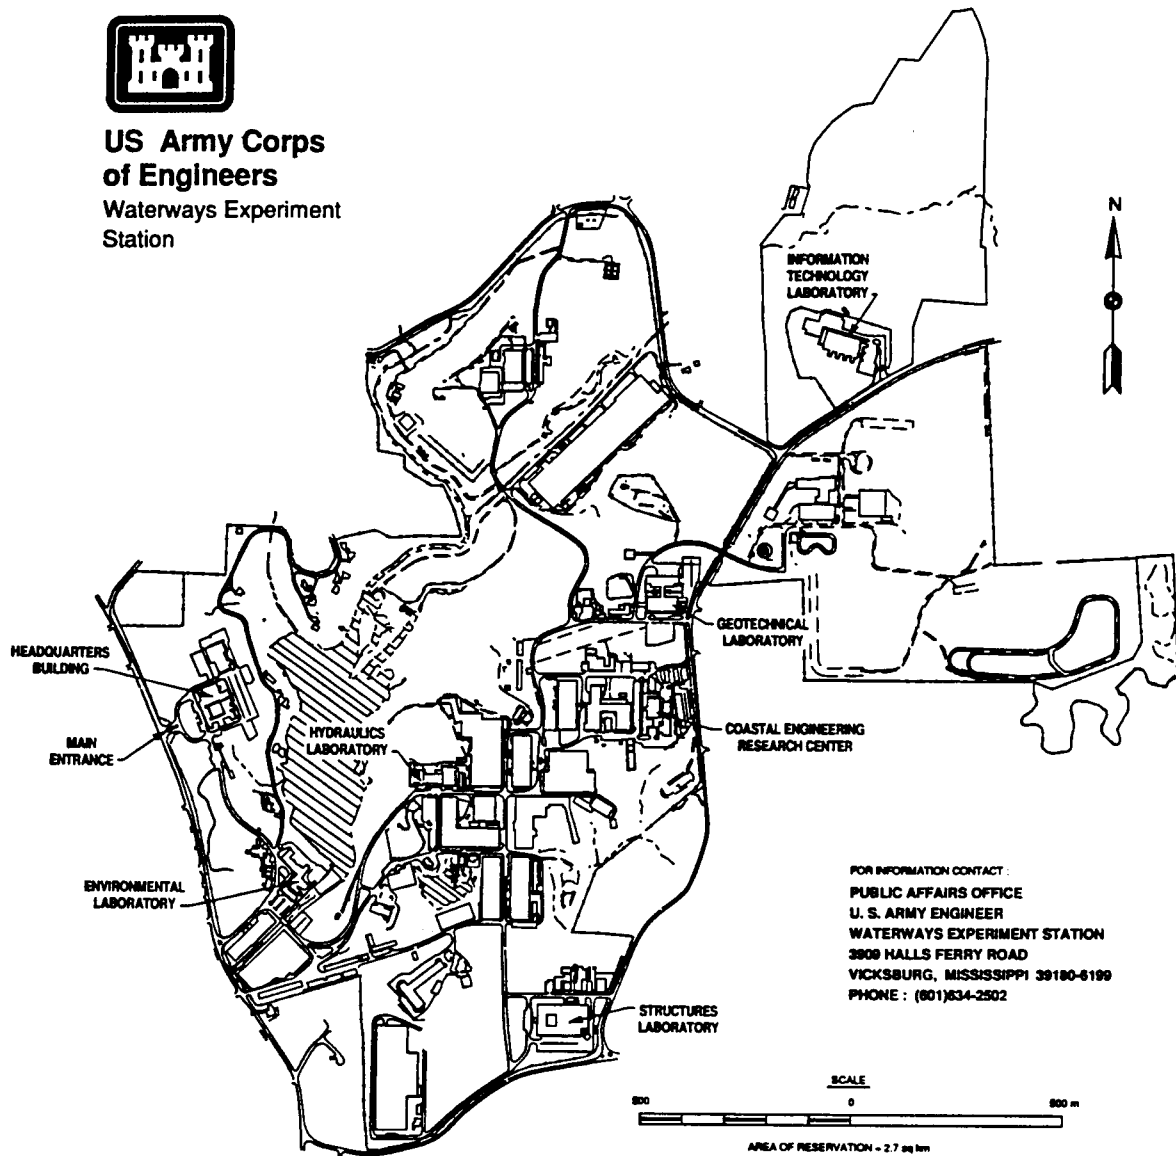 US Army Corps
of Engineers
Waterways Experiment
Station
N
INFORMATION
TECHNOLOGY
LABORATORY
GEOTECHNICAL
LABORATORY
HEADQUARTERS
BUILDING
MAIN
ENTRANCE
HYDRAULICS
LABORATORY
COASTAL ENGINEERING
RESEARCH CENTER
ENVIRONMENTAL
LABORATORY
STRUCTURES
LABORATORY
FOR INFORMATION CONTACT :
PUBLIC AFFAIRS OFFICE
U. S. ARMY ENGINEER
WATERWAYS EXPERIMENT STATION
3909 HALLS FERRY ROAD
VICKSBURG, MISSISSIPPI 39180-6199
PHONE : (601)634-2502
SCALE
500 0 500 m
AREA OF RESERVATION = 2.7 sq km